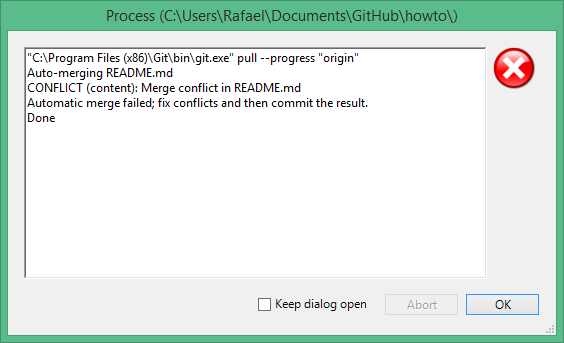 Process (C:\Users\Rafael\Documents\GitHub\howto\)
"C:\Program Files (x86)\Git\bin\git.exe" pull --progress "origin"
Auto-merging README.md
CONFLICT (content): Merge conflict in README.md
Automatic merge failed; fix conflicts and then commit the result.
Done
Keep dialog open
Abort
OK